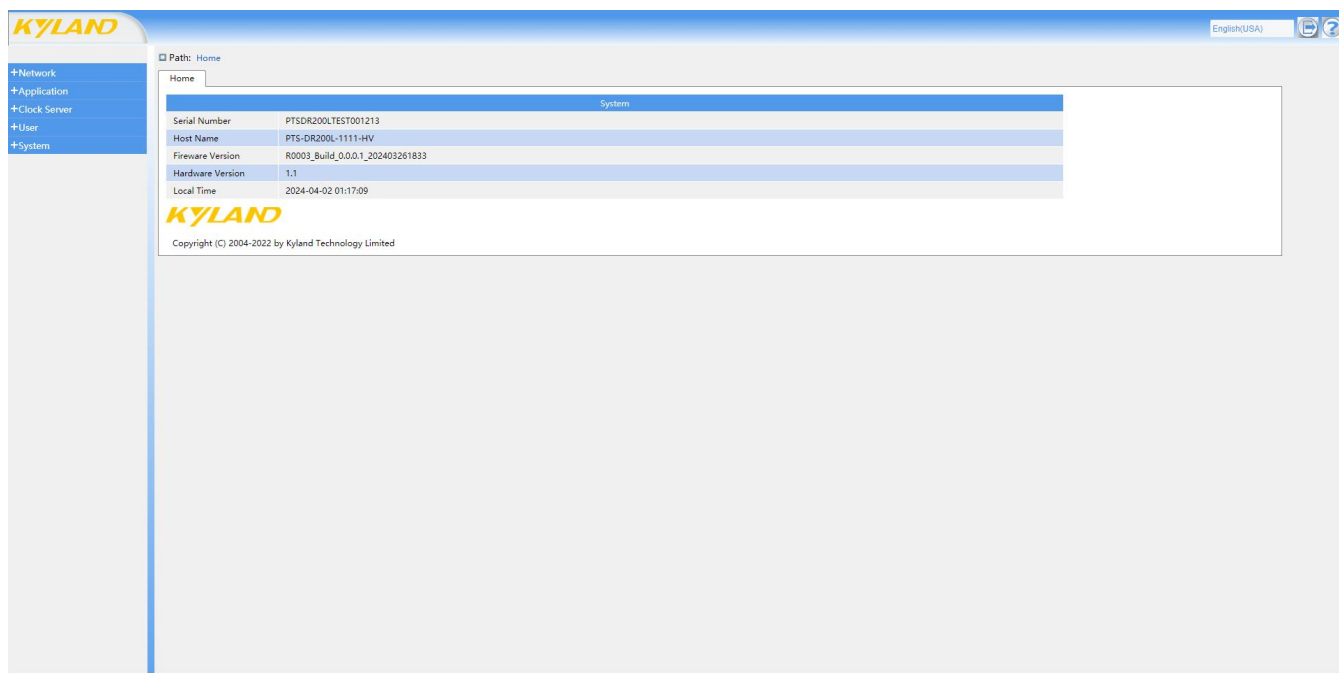 KYLAND
English(USA)
Path: Home
+Network
+Application
+Clock Server
+User
+System
Home
System
Serial Number PTSDR200LTEST001213
Host Name PTS-DR200L-1111-HV
Fireware Version R0003_Build_0.0.0.1_202403261833
Hardware Version 1.1
Local Time 2024-04-02 01:17:09
KYLAND
Copyright (C) 2004-2022 by Kyland Technology Limited